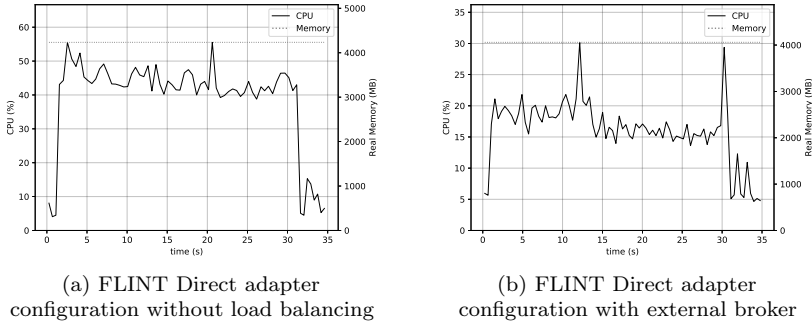 CPU
Memory
60
50
40
30
20
10
0
CPU (%)
5000
4000
3000
2000
1000
0
Real Memory (MB)
0 5 10 15 20 25 30 35
time (s)
(a) FLINT Direct adapter
configuration without load balancing
CPU
Memory
35
30
25
20
15
10
5
0
CPU (%)
4000
3000
2000
1000
0
Real Memory (MB)
0 5 10 15 20 25 30 35
time (s)
(b) FLINT Direct adapter
configuration with external broker